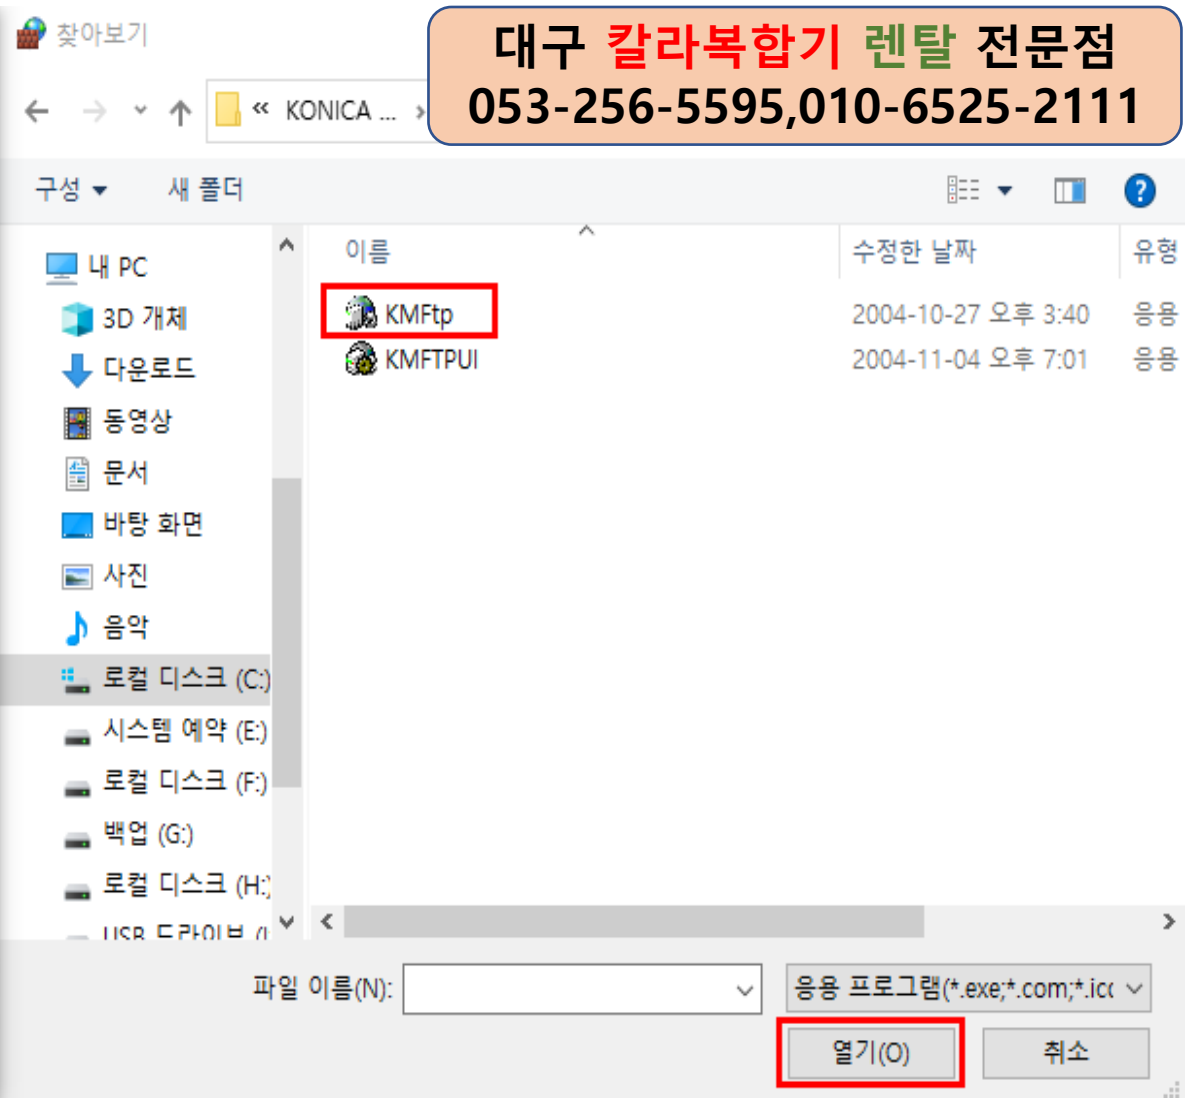 찾아보기
대구 칼라복합기 렌탈 전문점
053-256-5595,010-6525-2111
« KONICA ... ›
구성 새 폴더
이름 수정한 날짜 유형
내 PC
3D 개체
다운로드
동영상
문서
바탕 화면
사진
음악
로컬 디스크 (C:)
시스템 예약 (E:)
로컬 디스크 (F:)
백업 (G:)
로컬 디스크 (H:)
USB 드라이브 (I:
KMFtp 2004-10-27 오후 3:40 응용
KMFTPUI 2004-11-04 오후 7:01 응용
파일 이름(N): 응용 프로그램(*.exe;*.com;*.icc
열기(O) 취소